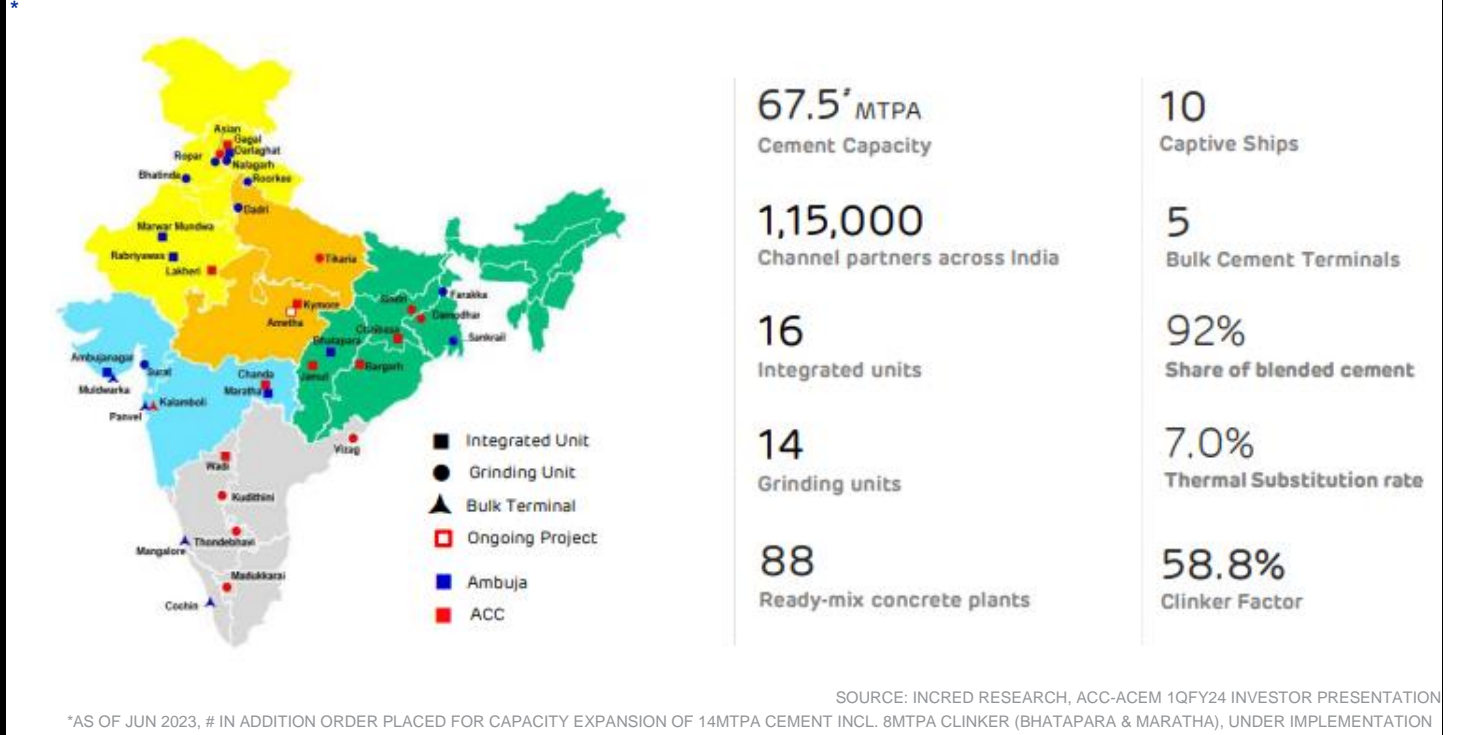 *
Asian
Gagal
Darlaghat
Ropar
Nalagarh
Bhatinda
Roorkee
Dadri
Marwar Mundwa
Rabriyawas
Lakheri
Tikaria
Kymore
Ametha
Sindri
Farakka
Damodhar
Chaibasa
Sankrail
Bhatapara
Jamul
Bargarh
Ambujanagar
Surat
Muldwarka
Chanda
Maratha
Panvel
Kalamboli
Vizag
Wadi
Kudithini
Mangalore
Thondebhavi
Madukkarai
Cochin
Integrated Unit
Grinding Unit
Bulk Terminal
Ongoing Project
Ambuja
ACC
67.5# MTPA
Cement Capacity
1,15,000
Channel partners across India
16
Integrated units
14
Grinding units
88
Ready-mix concrete plants
10
Captive Ships
5
Bulk Cement Terminals
92%
Share of blended cement
7.0%
Thermal Substitution rate
58.8%
Clinker Factor
SOURCE: INCRED RESEARCH, ACC-ACEM 1QFY24 INVESTOR PRESENTATION
*AS OF JUN 2023, # IN ADDITION ORDER PLACED FOR CAPACITY EXPANSION OF 14MTPA CEMENT INCL. 8MTPA CLINKER (BHATAPARA & MARATHA), UNDER IMPLEMENTATION